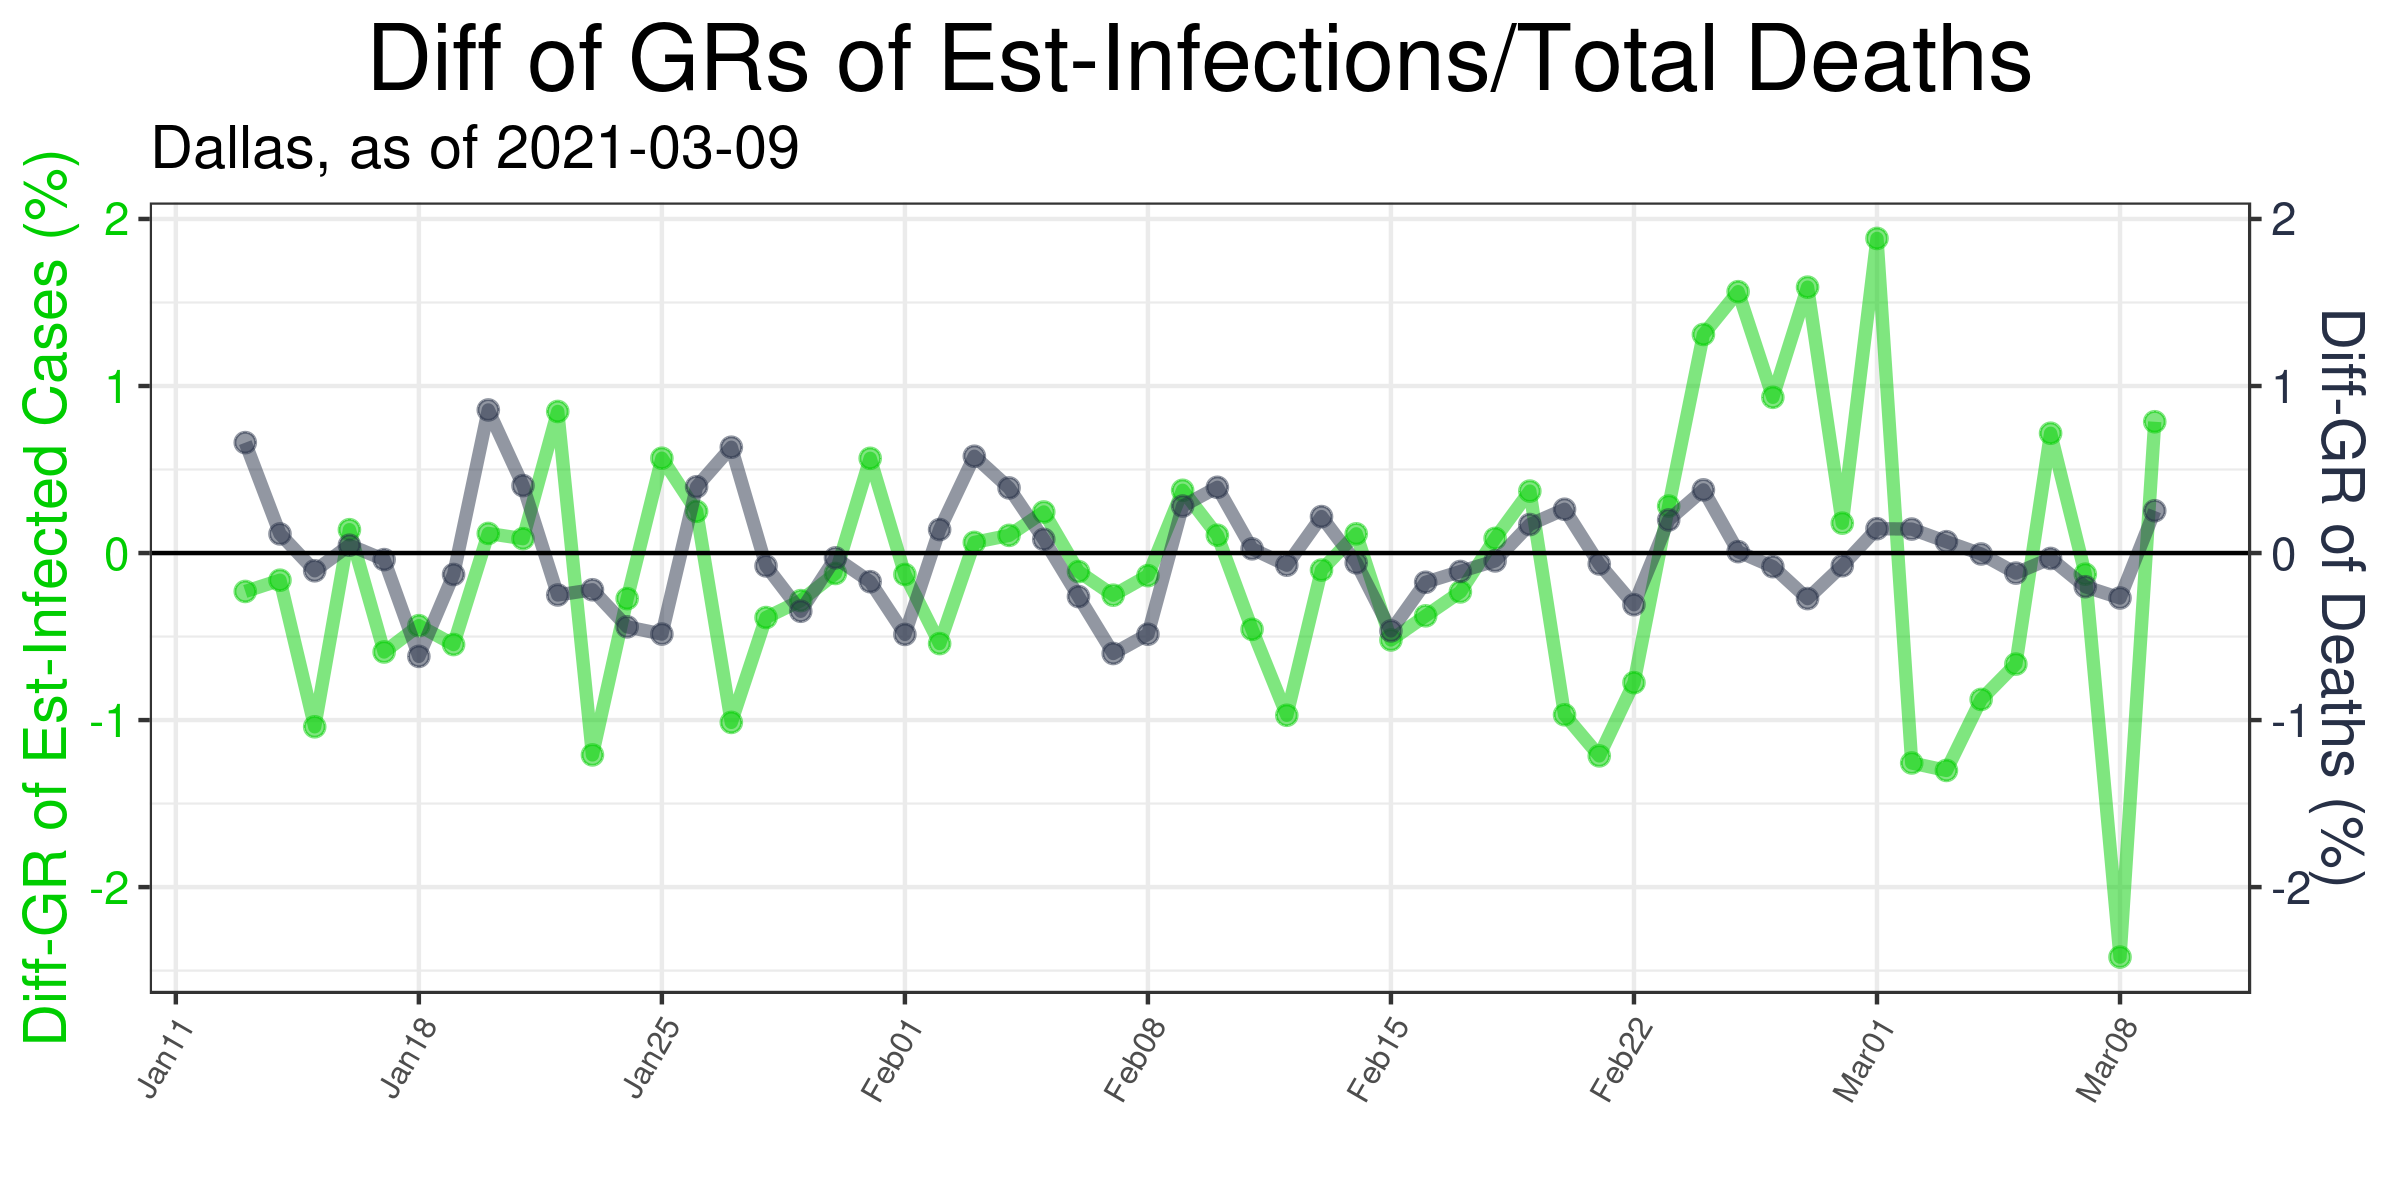 Diff of GRs of Est-Infections/Total Deaths
Dallas, as of 2021-03-09
Diff-GR of Est-Infected Cases (%)
2
1
0
-1
-2
2
1
0
-1
-2
Diff-GR of Deaths (%)
Jan11
Jan18
Jan25
Feb01
Feb08
Feb15
Feb22
Mar01
Mar08